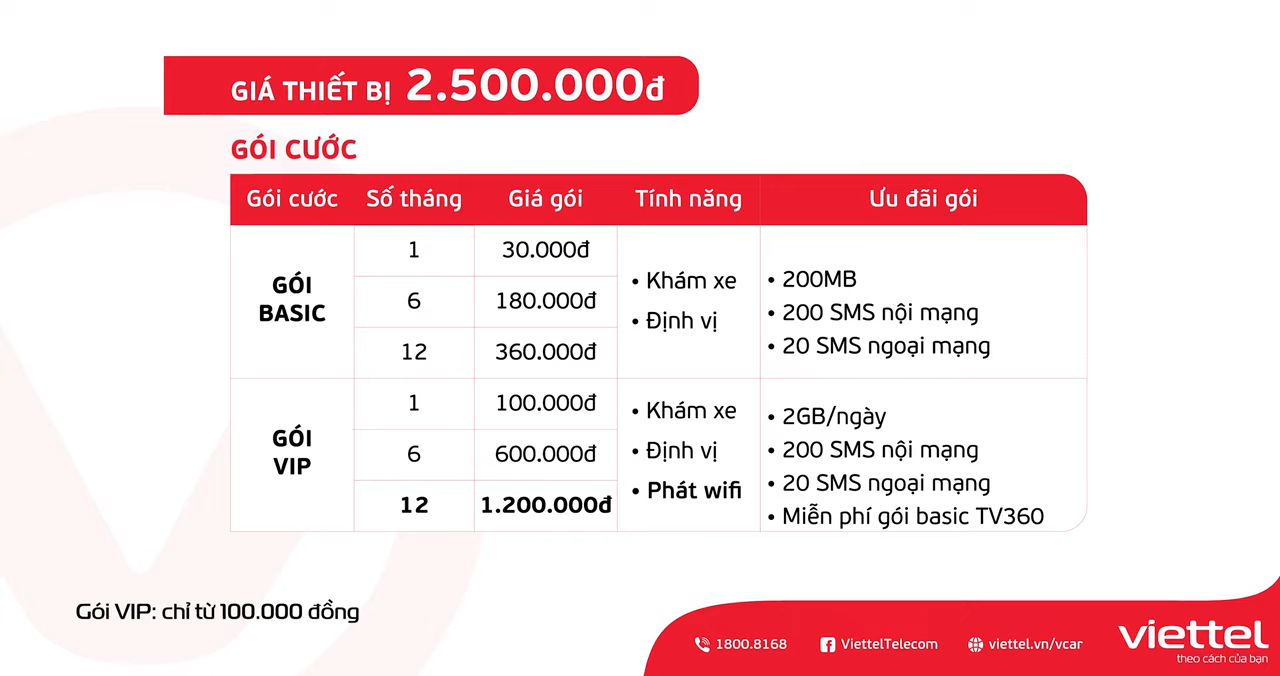 GIÁ THIẾT BỊ 2.500.000đ
GÓI CƯỚC
Gói cước Số tháng Giá gói Tính năng Ưu đãi gói
GÓI BASIC
1 30.000đ
6 180.000đ
12 360.000đ
• Khám xe
• Định vị
• 200MB
• 200 SMS nội mạng
• 20 SMS ngoại mạng
GÓI VIP
1 100.000đ
6 600.000đ
12 1.200.000đ
• Khám xe
• Định vị
• Phát wifi
• 2GB/ngày
• 200 SMS nội mạng
• 20 SMS ngoại mạng
• Miễn phí gói basic TV360
Gói VIP: chỉ từ 100.000 đồng
1800.8168 ViettelTelecom viettel.vn/vcar
viettel
theo cách của bạn